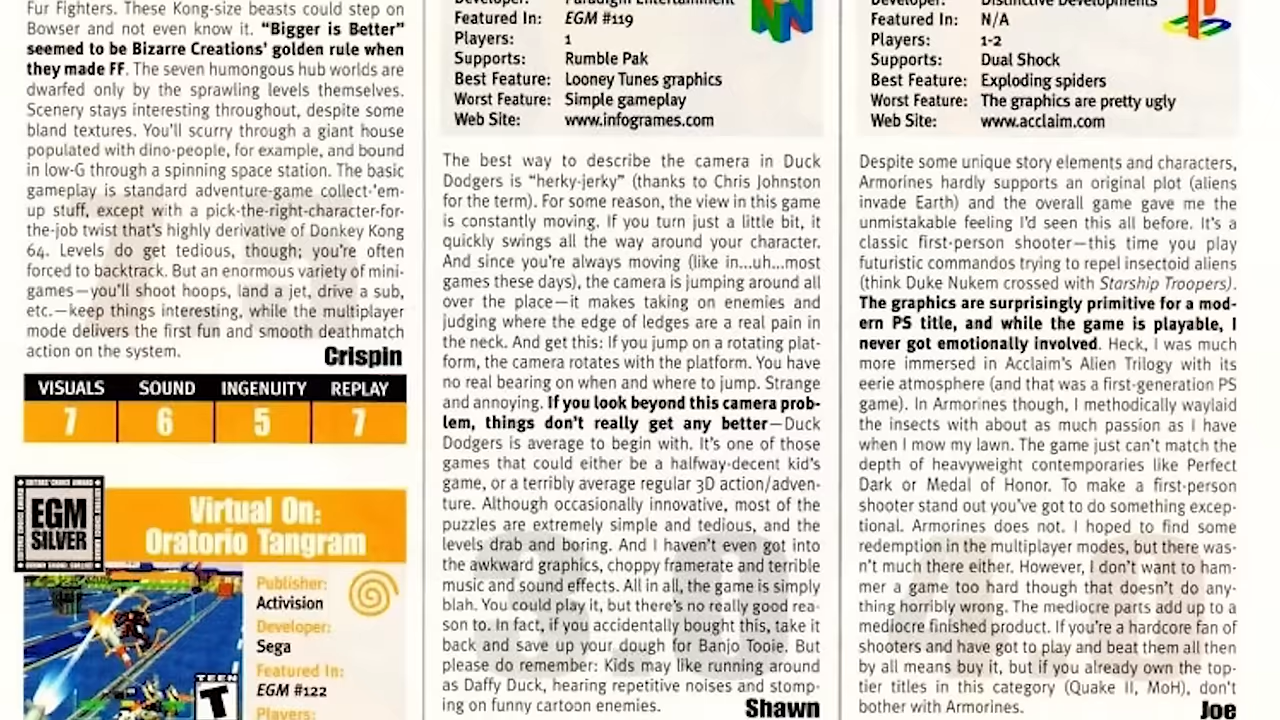 Fur Fighters. These Kong-size beasts could step on
Bowser and not even know it. "Bigger is Better"
seemed to be Bizarre Creations' golden rule when
they made FF. The seven humongous hub worlds are
dwarfed only by the sprawling levels themselves.
Scenery stays interesting throughout, despite some
bland textures. You'll scurry through a giant house
populated with dino-people, for example, and bound
in low-G through a spinning space station. The basic
gameplay is standard adventure-game collect-'em-
up stuff, except with a pick-the-right-character-for-
the-job twist that's highly derivative of Donkey Kong
64. Levels do get tedious, though; you're often
forced to backtrack. But an enormous variety of mini-
games—you'll shoot hoops, land a jet, drive a sub,
etc.—keep things interesting, while the multiplayer
mode delivers the first fun and smooth deathmatch
action on the system.
Crispin
VISUALS SOUND INGENUITY REPLAY
7 6 5 7
EDITORS' CHOICE AWARD
EGM
SILVER
Virtual On:
Oratorio Tangram
Publisher:
Activision
Developer:
Sega
Featured In:
EGM #122
Players:
TEEN
T
Developer: Paradigm Entertainment
Featured In: EGM #119
Players: 1
Supports: Rumble Pak
Best Feature: Looney Tunes graphics
Worst Feature: Simple gameplay
Web Site: www.infogrames.com
The best way to describe the camera in Duck
Dodgers is "herky-jerky" (thanks to Chris Johnston
for the term). For some reason, the view in this game
is constantly moving. If you turn just a little bit, it
quickly swings all the way around your character.
And since you're always moving (like in...uh...most
games these days), the camera is jumping around all
over the place—it makes taking on enemies and
judging where the edge of ledges are a real pain in
the neck. And get this: If you jump on a rotating plat-
form, the camera rotates with the platform. You have
no real bearing on when and where to jump. Strange
and annoying. If you look beyond this camera prob-
lem, things don't really get any better—Duck
Dodgers is average to begin with. It's one of those
games that could either be a halfway-decent kid's
game, or a terribly average regular 3D action/adven-
ture. Although occasionally innovative, most of the
puzzles are extremely simple and tedious, and the
levels drab and boring. And I haven't even got into
the awkward graphics, choppy framerate and terrible
music and sound effects. All in all, the game is simply
blah. You could play it, but there's no really good rea-
son to. In fact, if you accidentally bought this, take it
back and save up your dough for Banjo Tooie. But
please do remember: Kids may like running around
as Daffy Duck, hearing repetitive noises and stomp-
ing on funny cartoon enemies.
Shawn
Developer: Distinctive Developments
Featured In: N/A
Players: 1-2
Supports: Dual Shock
Best Feature: Exploding spiders
Worst Feature: The graphics are pretty ugly
Web Site: www.acclaim.com
Despite some unique story elements and characters,
Armorines hardly supports an original plot (aliens
invade Earth) and the overall game gave me the
unmistakable feeling I'd seen this all before. It's a
classic first-person shooter—this time you play
futuristic commandos trying to repel insectoid aliens
(think Duke Nukem crossed with Starship Troopers).
The graphics are surprisingly primitive for a mod-
ern PS title, and while the game is playable, I
never got emotionally involved. Heck, I was much
more immersed in Acclaim's Alien Trilogy with its
eerie atmosphere (and that was a first-generation PS
game). In Armorines though, I methodically waylaid
the insects with about as much passion as I have
when I mow my lawn. The game just can't match the
depth of heavyweight contemporaries like Perfect
Dark or Medal of Honor. To make a first-person
shooter stand out you've got to do something excep-
tional. Armorines does not. I hoped to find some
redemption in the multiplayer modes, but there was-
n't much there either. However, I don't want to ham-
mer a game too hard though that doesn't do any-
thing horribly wrong. The mediocre parts add up to a
mediocre finished product. If you're a hardcore fan of
shooters and have got to play and beat them all then
by all means buy it, but if you already own the top-
tier titles in this category (Quake II, MoH), don't
bother with Armorines.
Joe